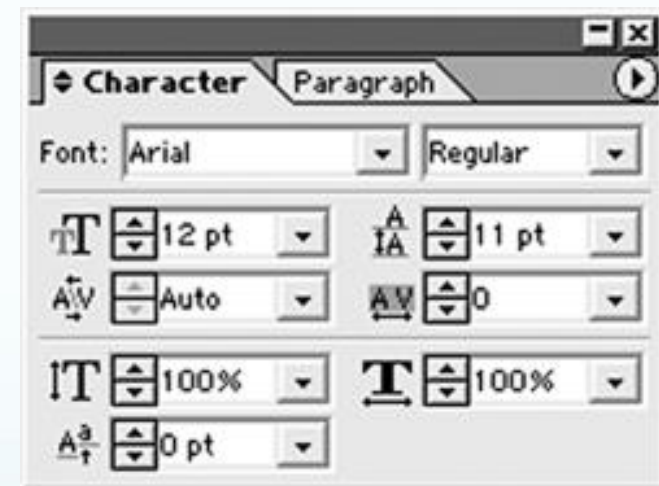 Character Paragraph
Font: Arial Regular
12 pt 11 pt
Auto 0
100% 100%
0 pt